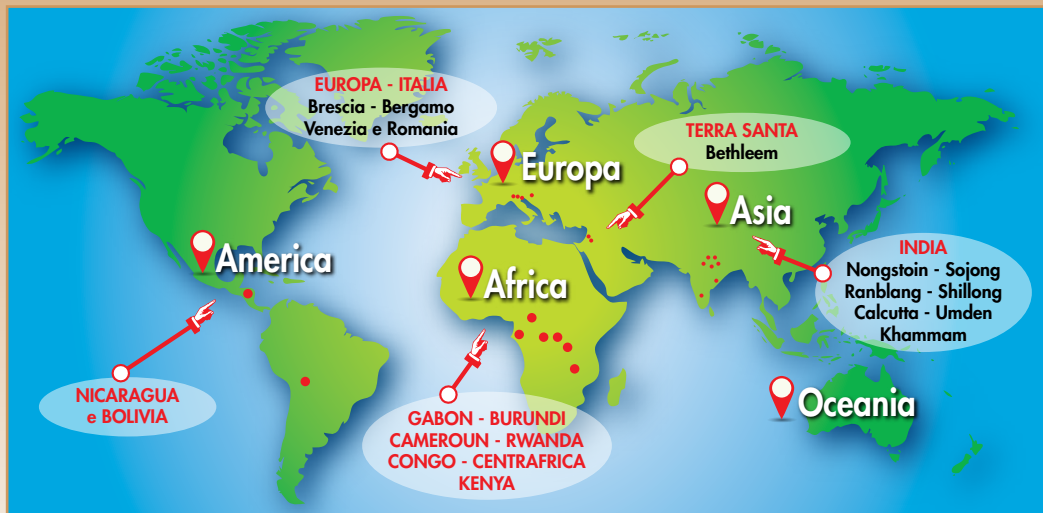 EUROPA - ITALIA
Brescia - Bergamo
Venezia e Romania
TERRA SANTA
Bethleem
Europa
Asia
America
Africa
INDIA
Nongstoin - Sojong
Ranblang - Shillong
Calcutta - Umden
Khammam
NICARAGUA
e BOLIVIA
GABON - BURUNDI
CAMEROUN - RWANDA
CONGO - CENTRAFRICA
KENYA
Oceania